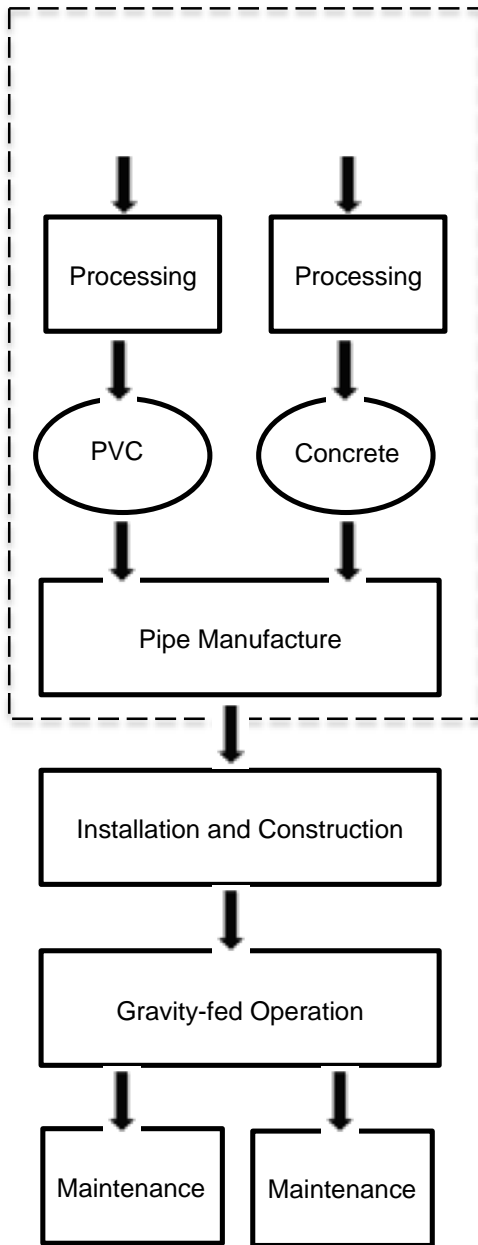 Processing
Processing
PVC
Concrete
Pipe Manufacture
Installation and Construction
Gravity-fed Operation
Maintenance
Maintenance